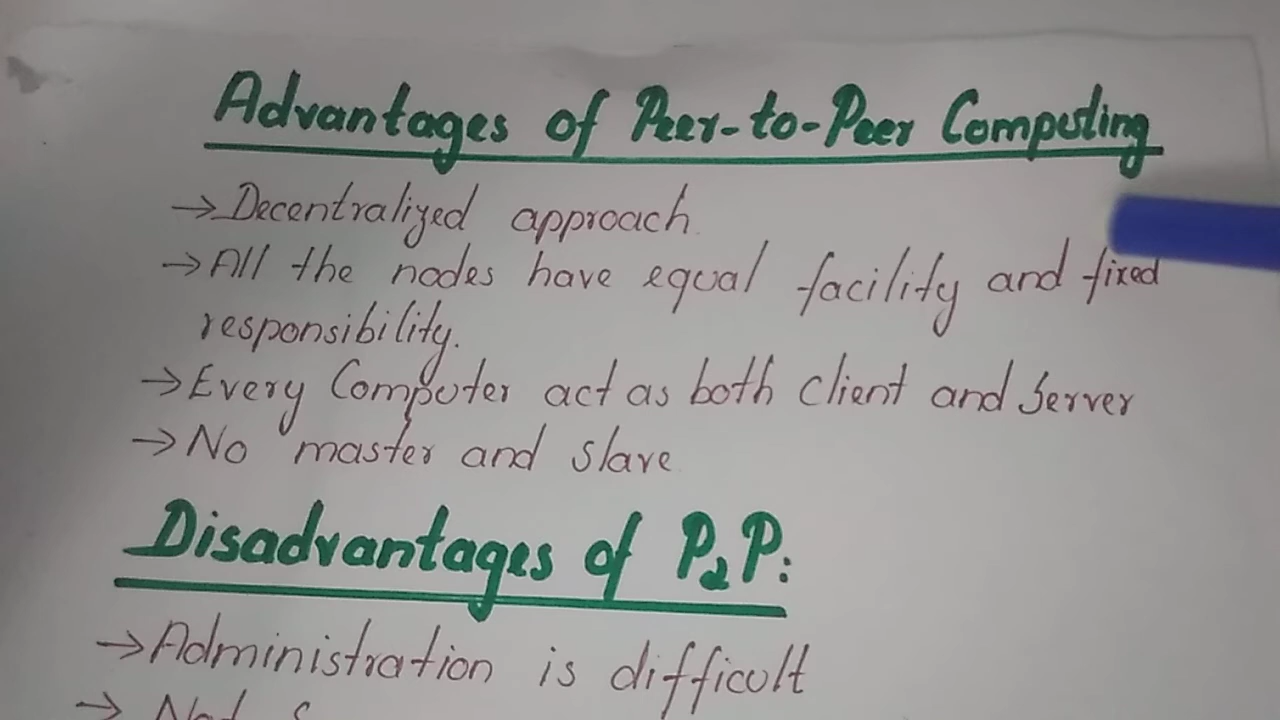 Advantages of Peer-to-Peer Computing
→Decentralized approach.
→All the nodes have equal facility and fixed
responsibility.
→Every Computer act as both client and Server
→No master and slave
Disadvantages of P2P:
→Administration is difficult
→